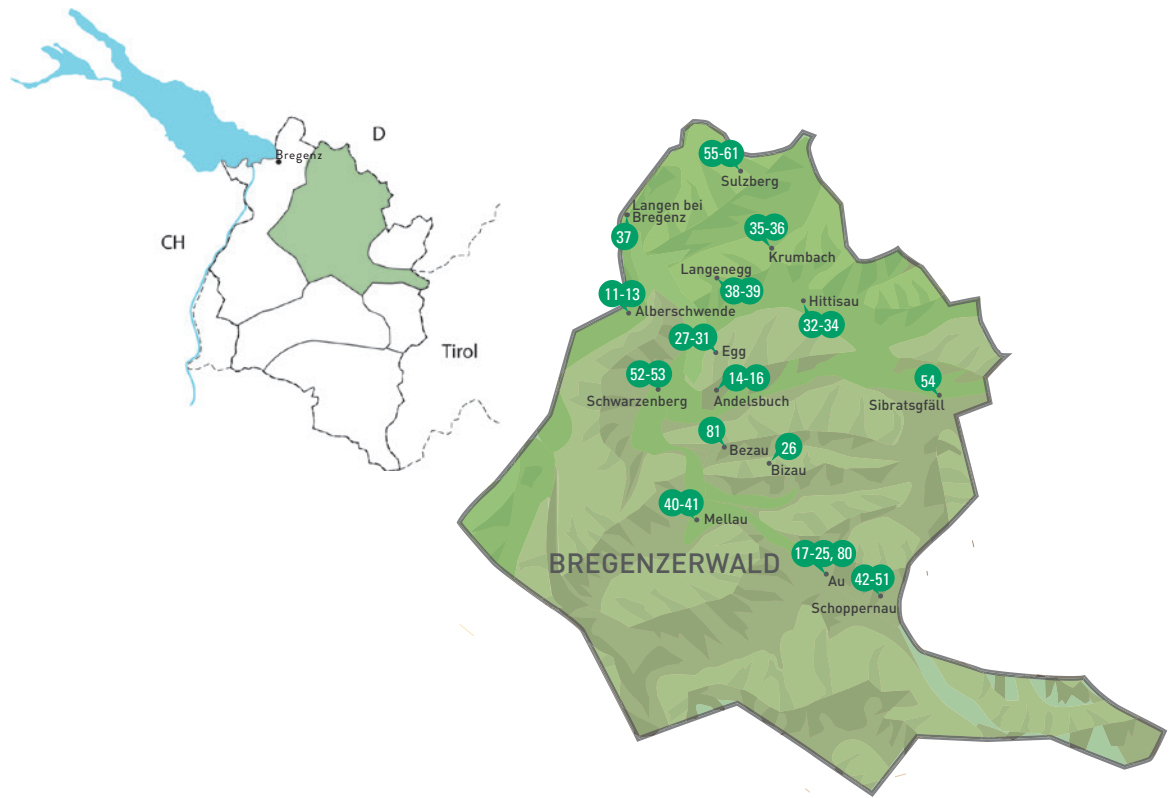 D
Bregenz
CH
Tirol
55-61
Sulzberg
Langen bei
Bregenz
37
35-36
Krumbach
Langenegg
38-39
11-13
Alberschwende
Hittisau
32-34
27-31
Egg
52-53
Schwarzenberg
14-16
Andelsbuch
54
Sibratsgfäll
81
Bezau
26
Bizau
40-41
Mellau
BREGENZERWALD
17-25, 80
Au
42-51
Schoppernau